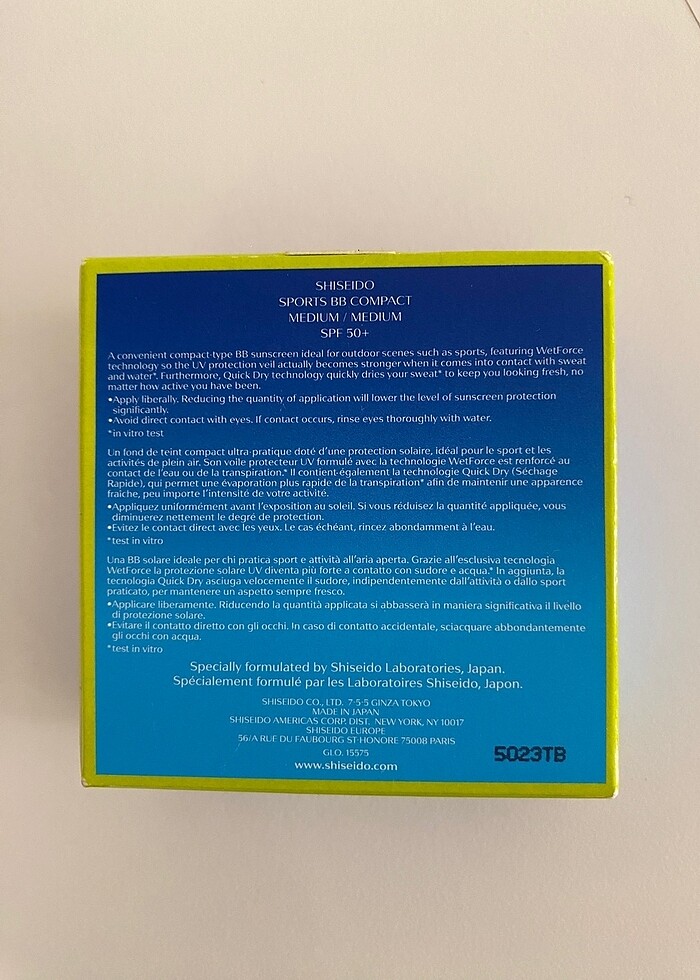 SHISEIDO
SPORTS BB COMPACT
MEDIUM / MEDIUM
SPF 50+
A convenient compact-type BB sunscreen ideal for outdoor scenes such as sports, featuring WetForce
technology so the UV protection veil actually becomes stronger when it comes into contact with sweat
and water*. Furthermore, Quick Dry technology quickly dries your sweat* to keep you looking fresh, no
matter how active you have been.
•Apply liberally. Reducing the quantity of application will lower the level of sunscreen protection
significantly.
•Avoid direct contact with eyes. If contact occurs, rinse eyes thoroughly with water.
*in vitro test
Un fond de teint compact ultra-pratique doté d'une protection solaire, idéal pour le sport et les
activités de plein air. Son voile protecteur UV formulé avec la technologie WetForce est renforcé au
contact de l'eau ou de la transpiration.* Il contient également la technologie Quick Dry (Séchage
Rapide), qui permet une évaporation plus rapide de la transpiration* afin de maintenir une apparence
fraîche, peu importe l'intensité de votre activité.
•Appliquez uniformément avant l'exposition au soleil. Si vous réduisez la quantité appliquée, vous
diminuerez nettement le degré de protection.
•Evitez le contact direct avec les yeux. Le cas échéant, rincez abondamment à l'eau.
*test in vitro
Una BB solare ideale per chi pratica sport e attività all'aria aperta. Grazie all'esclusiva tecnologia
WetForce la protezione solare UV diventa più forte a contatto con sudore e acqua.* In aggiunta, la
tecnologia Quick Dry asciuga velocemente il sudore, indipendentemente dall'attività o dallo sport
praticato, per mantenere un aspetto sempre fresco.
•Applicare liberamente. Riducendo la quantità applicata si abbasserà in maniera significativa il livello
di protezione solare.
•Evitare il contatto diretto con gli occhi. In caso di contatto accidentale, sciacquare abbondantemente
gli occhi con acqua.
*test in vitro
Specially formulated by Shiseido Laboratories, Japan.
Spécialement formulé par les Laboratoires Shiseido, Japon.
SHISEIDO CO., LTD. 7-5-5 GINZA TOKYO
MADE IN JAPAN
SHISEIDO AMERICAS CORP. DIST. NEW YORK, NY 10017
SHISEIDO EUROPE
56/A RUE DU FAUBOURG ST-HONORE 75008 PARIS
GLO. 15575
www.shiseido.com
5023TB